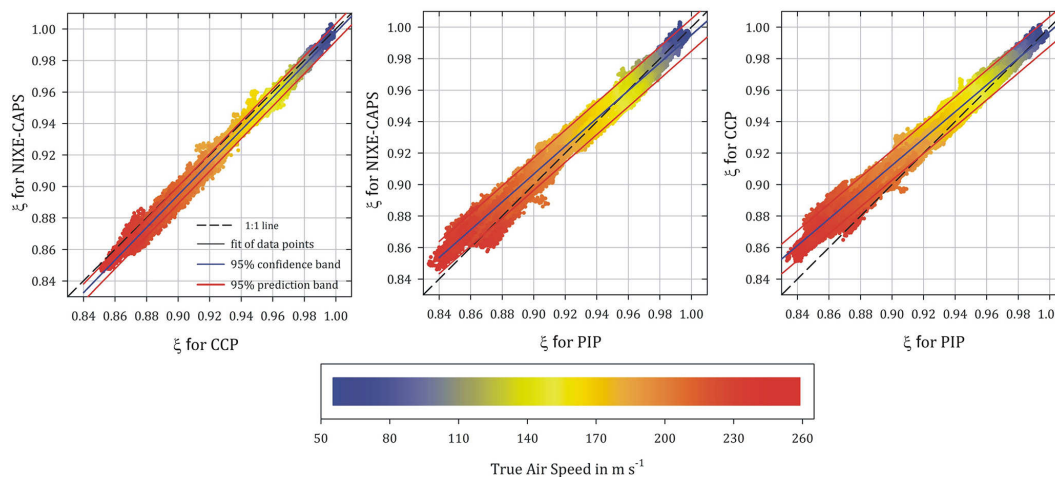 1.00
0.98
0.96
0.94
0.92
0.90
0.88
0.86
0.84
ξ for NIXE-CAPS
0.84 0.86 0.88 0.90 0.92 0.94 0.96 0.98 1.00
ξ for CCP
1:1 line
fit of data points
95% confidence band
95% prediction band
1.00
0.98
0.96
0.94
0.92
0.90
0.88
0.86
0.84
ξ for NIXE-CAPS
0.84 0.86 0.88 0.90 0.92 0.94 0.96 0.98 1.00
ξ for PIP
1.00
0.98
0.96
0.94
0.92
0.90
0.88
0.86
0.84
ξ for CCP
0.84 0.86 0.88 0.90 0.92 0.94 0.96 0.98 1.00
ξ for PIP
50 80 110 140 170 200 230 260
True Air Speed in m s⁻¹